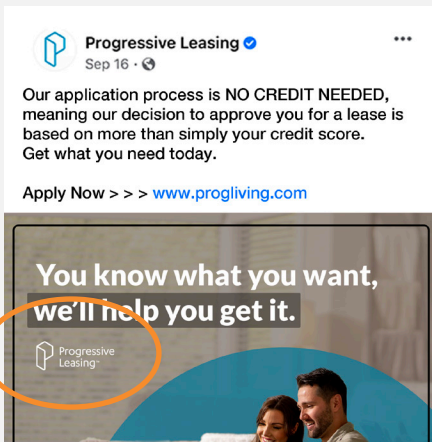 Progressive Leasing
Sep 16 ·
Our application process is NO CREDIT NEEDED,
meaning our decision to approve you for a lease is
based on more than simply your credit score.
Get what you need today.
Apply Now > > > www.progliving.com
You know what you want,
we'll help you get it.
Progressive
Leasing